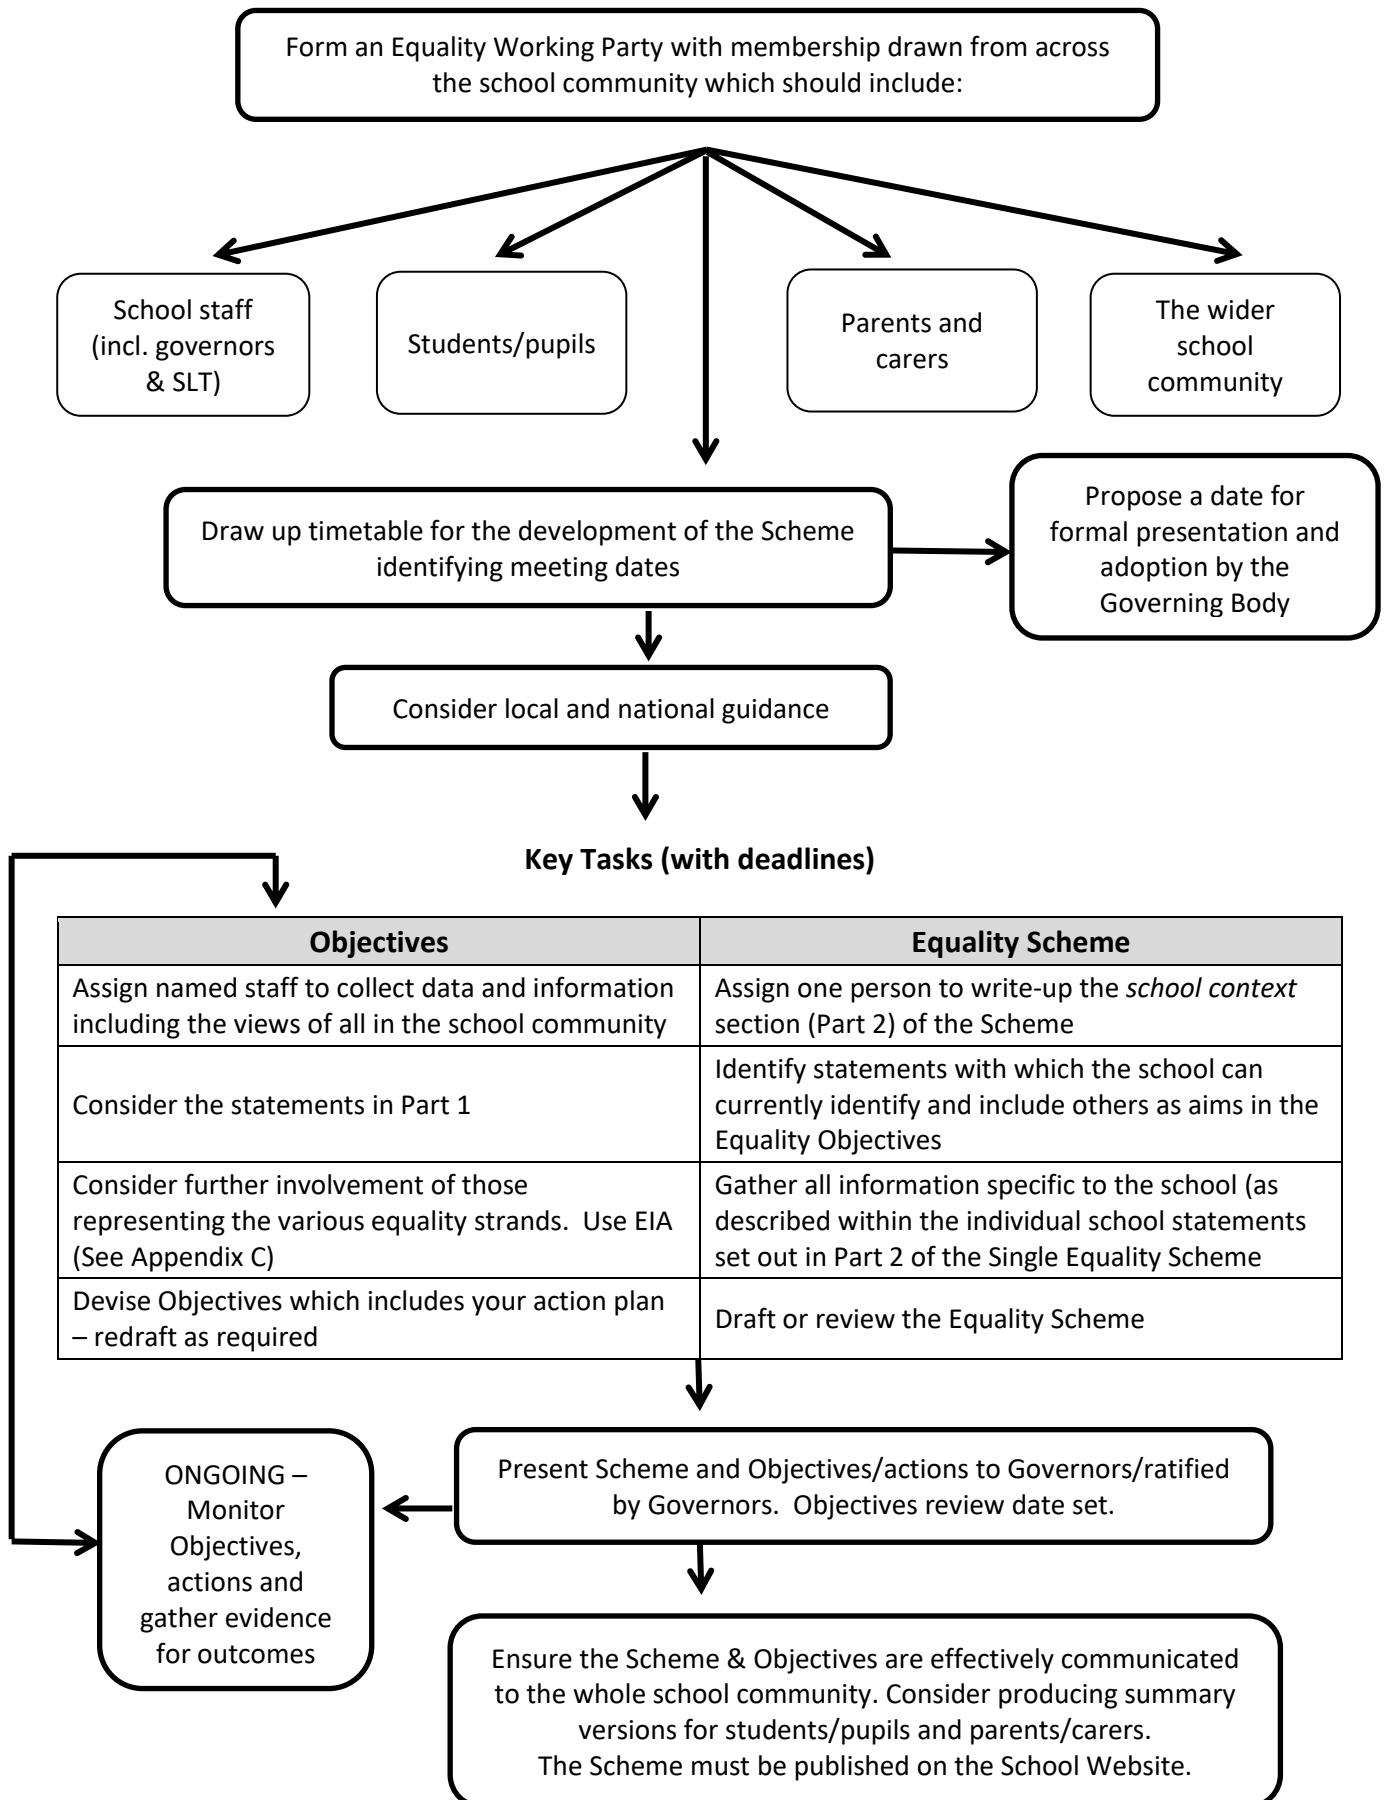 Form an Equality Working Party with membership drawn from across
the school community which should include:
School staff
(incl. governors
& SLT)
Students/pupils
Parents and
carers
The wider
school
community
Draw up timetable for the development of the Scheme
identifying meeting dates
Propose a date for
formal presentation and
adoption by the
Governing Body
Consider local and national guidance
Key Tasks (with deadlines)
Objectives
Equality Scheme
Assign named staff to collect data and information
including the views of all in the school community
Assign one person to write-up the school context
section (Part 2) of the Scheme
Consider the statements in Part 1
Identify statements with which the school can
currently identify and include others as aims in the
Equality Objectives
Consider further involvement of those
representing the various equality strands.  Use EIA
(See Appendix C)
Gather all information specific to the school (as
described within the individual school statements
set out in Part 2 of the Single Equality Scheme
Devise Objectives which includes your action plan
– redraft as required
Draft or review the Equality Scheme
ONGOING –
Monitor
Objectives,
actions and
gather evidence
for outcomes
Present Scheme and Objectives/actions to Governors/ratified
by Governors.  Objectives review date set.
Ensure the Scheme & Objectives are effectively communicated
to the whole school community. Consider producing summary
versions for students/pupils and parents/carers.
The Scheme must be published on the School Website.